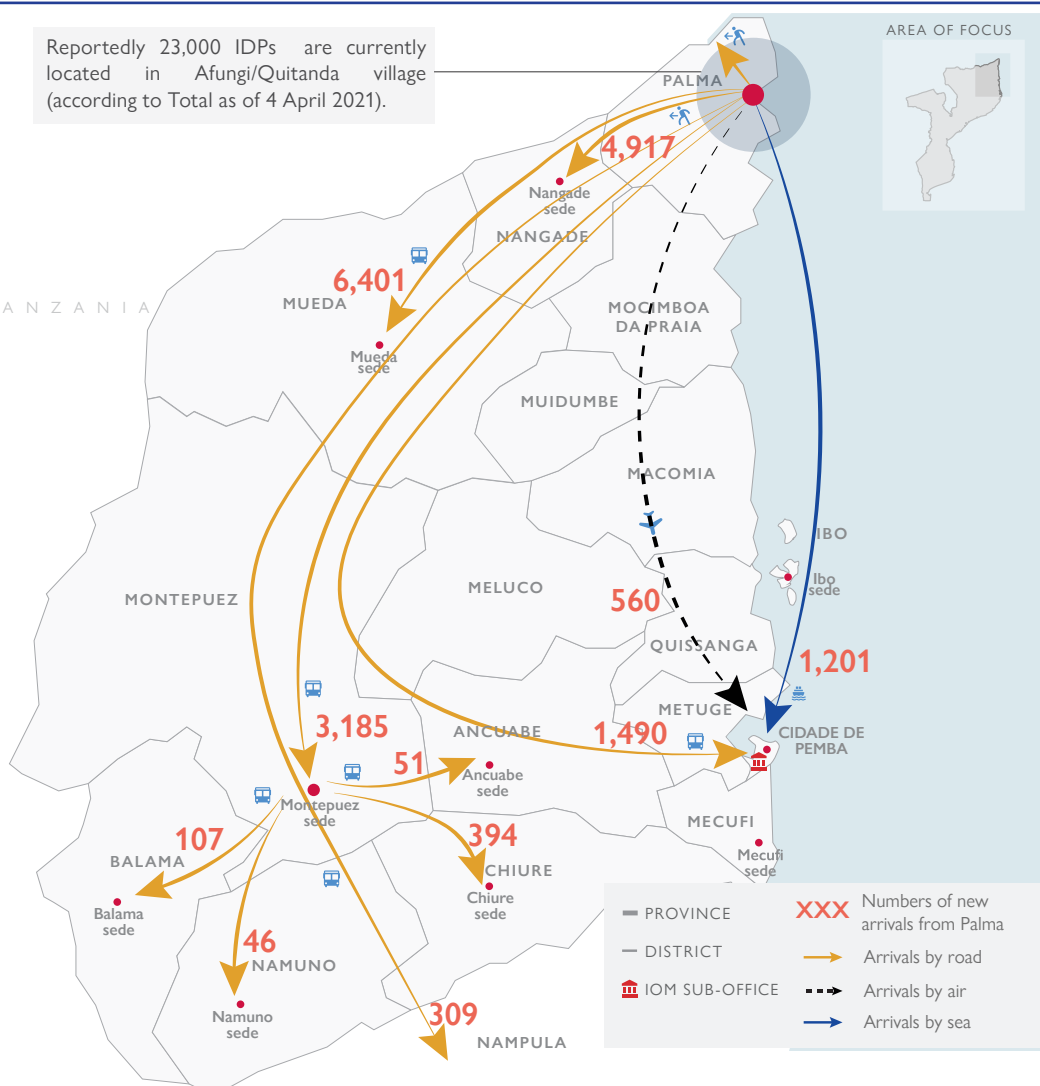 Reportedly 23,000 IDPs are currently
located in Afungi/Quitanda village
(according to Total as of 4 April 2021).
AREA OF FOCUS
PALMA
4,917
Nangade
sede
NANGADE
6,401
MUEDA
ANZANIA
Mueda
sede
MOCIMBOA
DA PRAIA
MUIDUMBE
MACOMIA
IBO
Ibo
sede
MONTEPUEZ
MELUCO
560
QUISSANGA
1,201
METUGE
3,185
ANCUABE
1,490
CIDADE DE
PEMBA
51
Ancuabe
sede
Montepuez
sede
107
BALAMA
394
CHIURE
Chiure
sede
MECUFI
Mecufi
sede
Balama
sede
46
NAMUNO
Namuno
sede
309
NAMPULA
PROVINCE
DISTRICT
IOM SUB-OFFICE
XXX Numbers of new
arrivals from Palma
Arrivals by road
Arrivals by air
Arrivals by sea